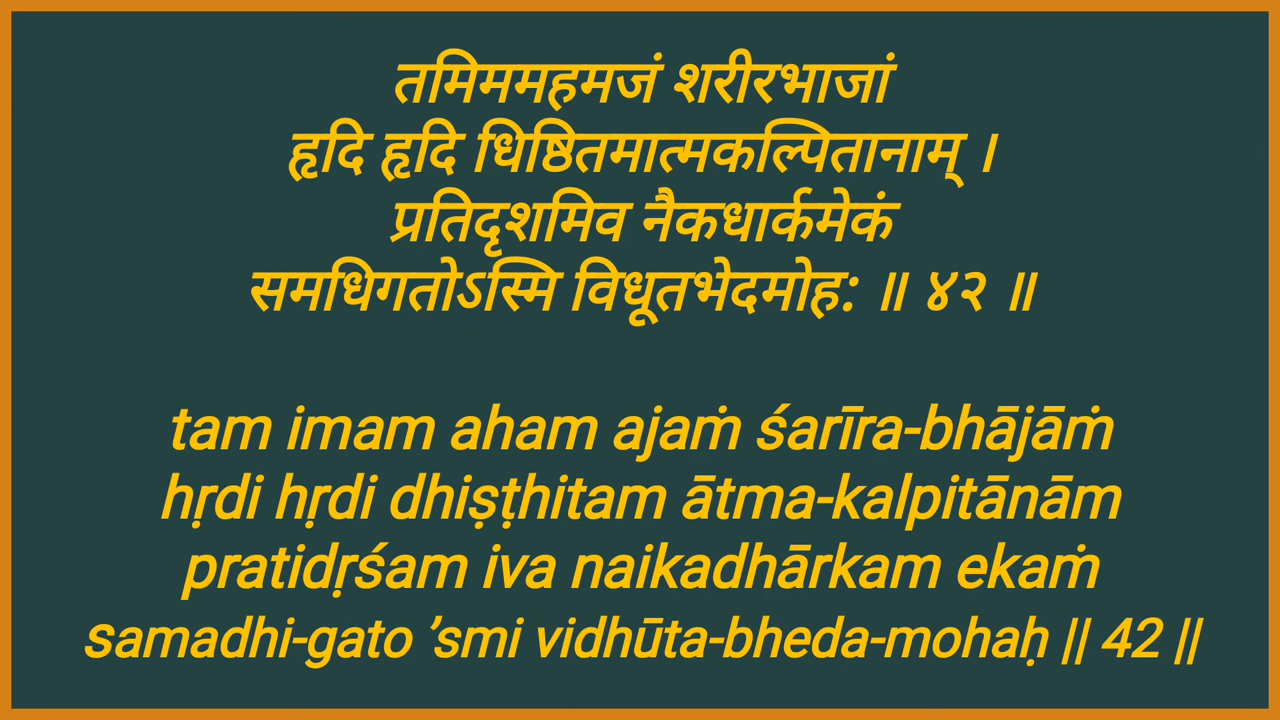 तमिममहमजं शरीरभाजां
हृदि हृदि धिष्ठितमात्मकल्पितानाम् ।
प्रतिदृशमिव नैकधार्कमेकं
समधिगतोऽस्मि विधूतभेदमोह: ॥ ४२ ॥
tam imam aham ajaṁ śarīra-bhājāṁ
hṛdi hṛdi dhiṣṭhitam ātma-kalpitānām
pratidṛśam iva naikadhārkam ekaṁ
samadhi-gato ’smi vidhūta-bheda-mohaḥ || 42 ||